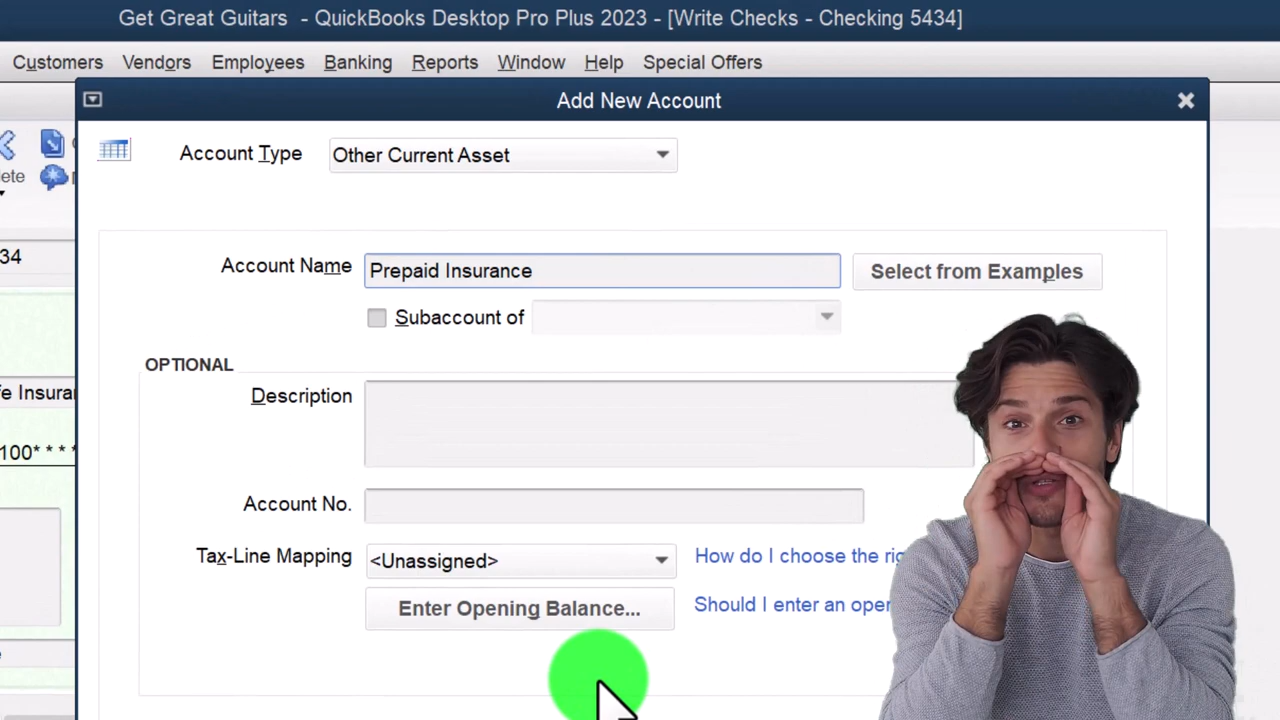 Get Great Guitars - QuickBooks Desktop Pro Plus 2023 - [Write Checks - Checking 5434]
Customers Vendors Employees Banking Reports Window Help Special Offers
Add New Account
Account Type Other Current Asset
34
Account Name Prepaid Insurance Select from Examples
Subaccount of
OPTIONAL
Description
100* * * *
Account No.
Tax-Line Mapping <Unassigned> How do I choose the
Enter Opening Balance... Should I enter an